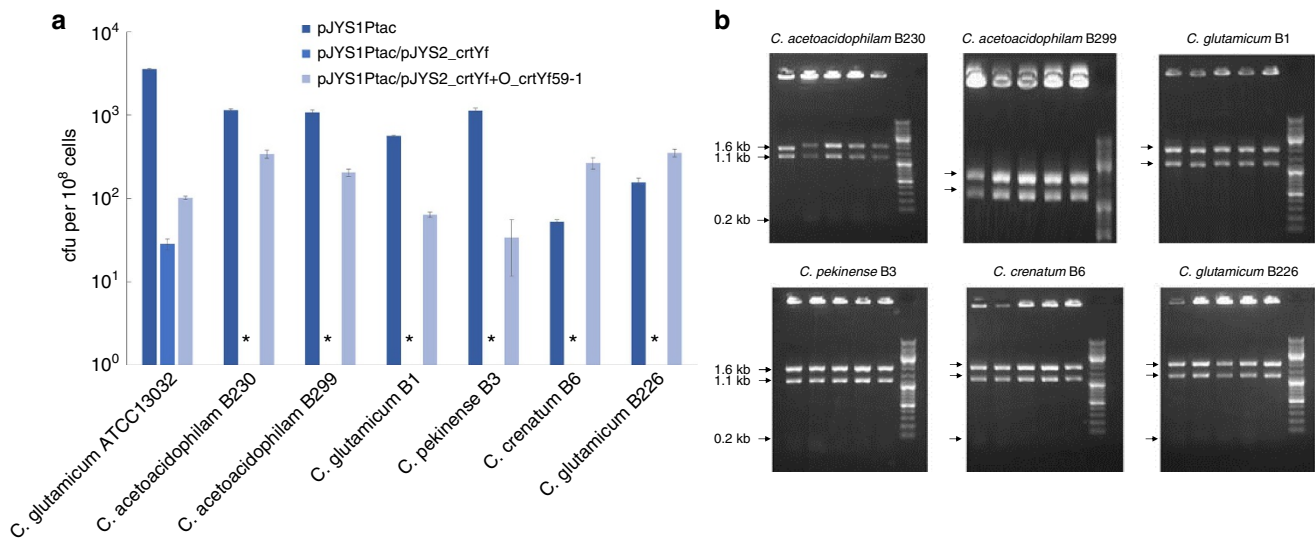 a
cfu per 10⁸ cells
10⁴
10³
10²
10¹
10⁰
pJYS1Ptac
pJYS1Ptac/pJYS2_crtYf
pJYS1Ptac/pJYS2_crtYf+O_crtYf59-1
*
*
*
*
*
*
C. glutamicum ATCC13032
C. acetoacidophilam B230
C. acetoacidophilam B299
C. glutamicum B1
C. pekinense B3
C. crenatum B6
C. glutamicum B226
b
C. acetoacidophilam B230
C. acetoacidophilam B299
C. glutamicum B1
1.6 kb
1.1 kb
0.2 kb
C. pekinense B3
C. crenatum B6
C. glutamicum B226
1.6 kb
1.1 kb
0.2 kb